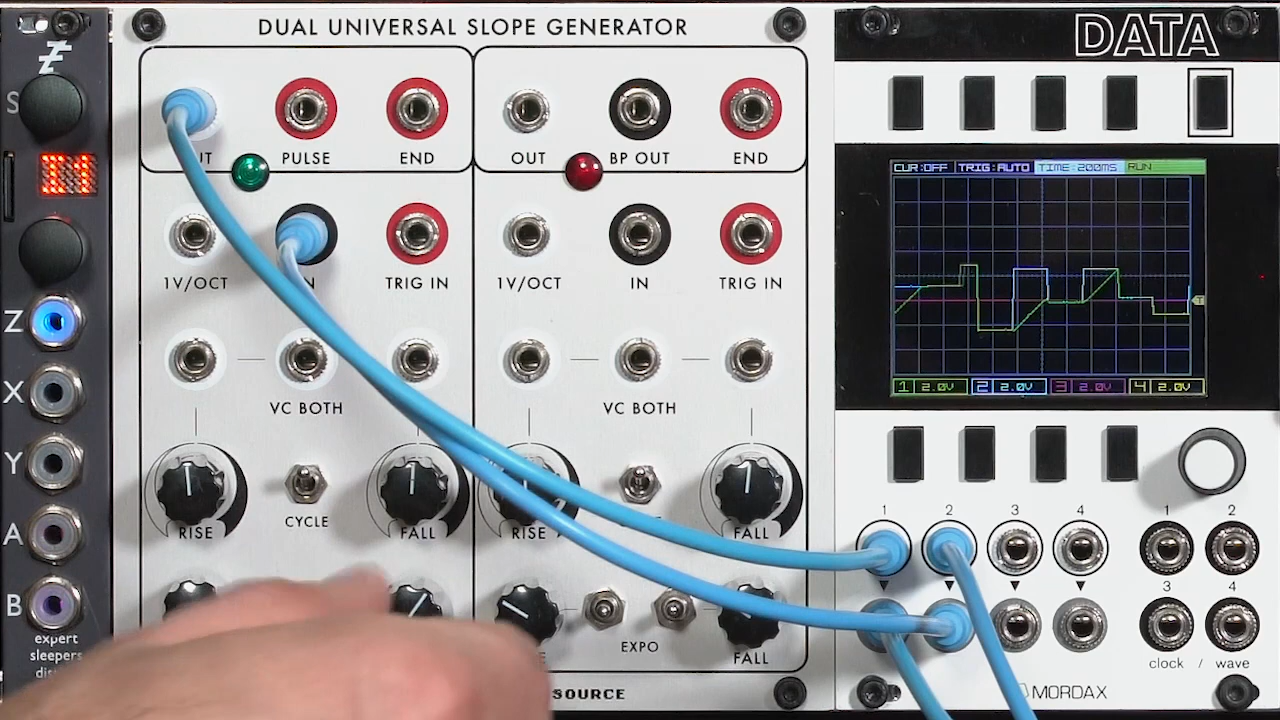 DUAL UNIVERSAL SLOPE GENERATOR
DATA
S
PULSE
END
OUT
BP OUT
END
CUR:OFF
TRIG:AUTO
TIME:200MS
RUN
1V/OCT
TRIG IN
1V/OCT
IN
TRIG IN
T
Z
X
Y
A
B
VC BOTH
VC BOTH
1 2.0V
2 2.0V
3 2.0V
4 2.0V
RISE
CYCLE
FALL
RISE
FALL
1
2
3
4
1
2
3
4
expert
sleepers
EXPO
FALL
clock / wave
SOURCE
MORDAX